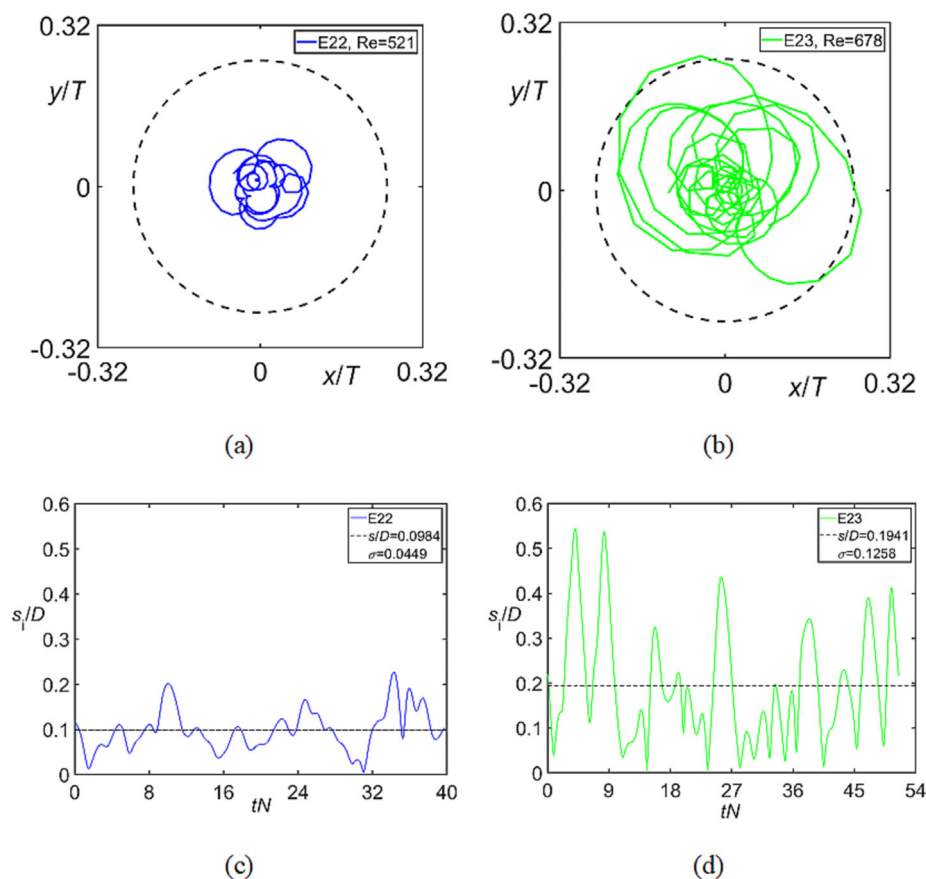 0.32
E22, Re=521
y/T
0
-0.32
-0.32
0
x/T
0.32
(a)
0.32
E23, Re=678
y/T
0
-0.32
-0.32
0
x/T
0.32
(b)
0.6
0.5
0.4
0.3
0.2
0.1
0
sᵢ/D
E22
s/D=0.0984
σ=0.0449
0 8 16 24 32 40
tN
(c)
0.6
0.5
0.4
0.3
0.2
0.1
0
sᵢ/D
E23
s/D=0.1941
σ=0.1258
0 9 18 27 36 45 54
tN
(d)